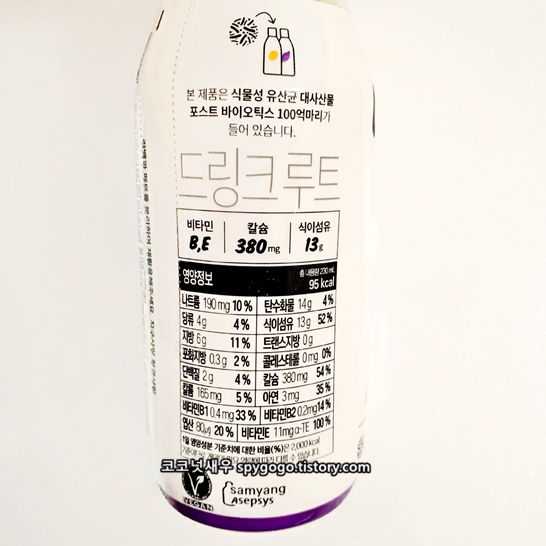 본 제품은 식물성 유산균 대사산물
포스트 바이오틱스 100억마리가
들어 있습니다.
드링크루트
비타민 칼슘 식이섬유
B,E 380mg 13g
영양정보 총 내용량 230 mL
95 kcal
나트륨 190 mg 10% 탄수화물 14g 4%
당류 4g 4% 식이섬유 13g 52%
지방 6g 11% 트랜스지방 0g
포화지방 0.3g 2% 콜레스테롤 0mg 0%
단백질 2g 4% 칼슘 380mg 54%
칼륨 165 mg 5% 아연 3mg 35%
비타민B1 0.4mg 33% 비타민B2 0.2mg 14%
엽산 80㎍ 20% 비타민E 11mg α-TE 100%
1일 영양성분 기준치에 대한 비율(%)은 2,000 kcal
코코넛새우 spygogo.tistory.com
VEGAN
samyang
Asepsys